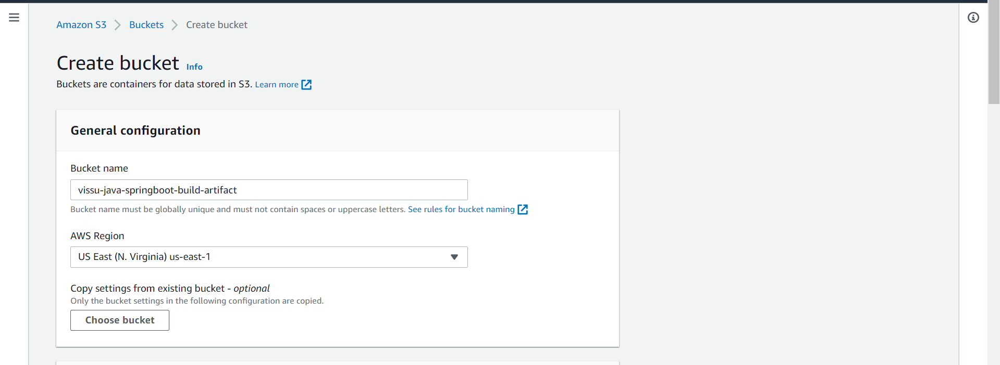 Amazon S3 Buckets Create bucket
Create bucket Info
Buckets are containers for data stored in S3. Learn more
General configuration
Bucket name
vissu-java-springboot-build-artifact
Bucket name must be globally unique and must not contain spaces or uppercase letters. See rules for bucket naming
AWS Region
US East (N. Virginia) us-east-1
Copy settings from existing bucket - optional
Only the bucket settings in the following configuration are copied.
Choose bucket